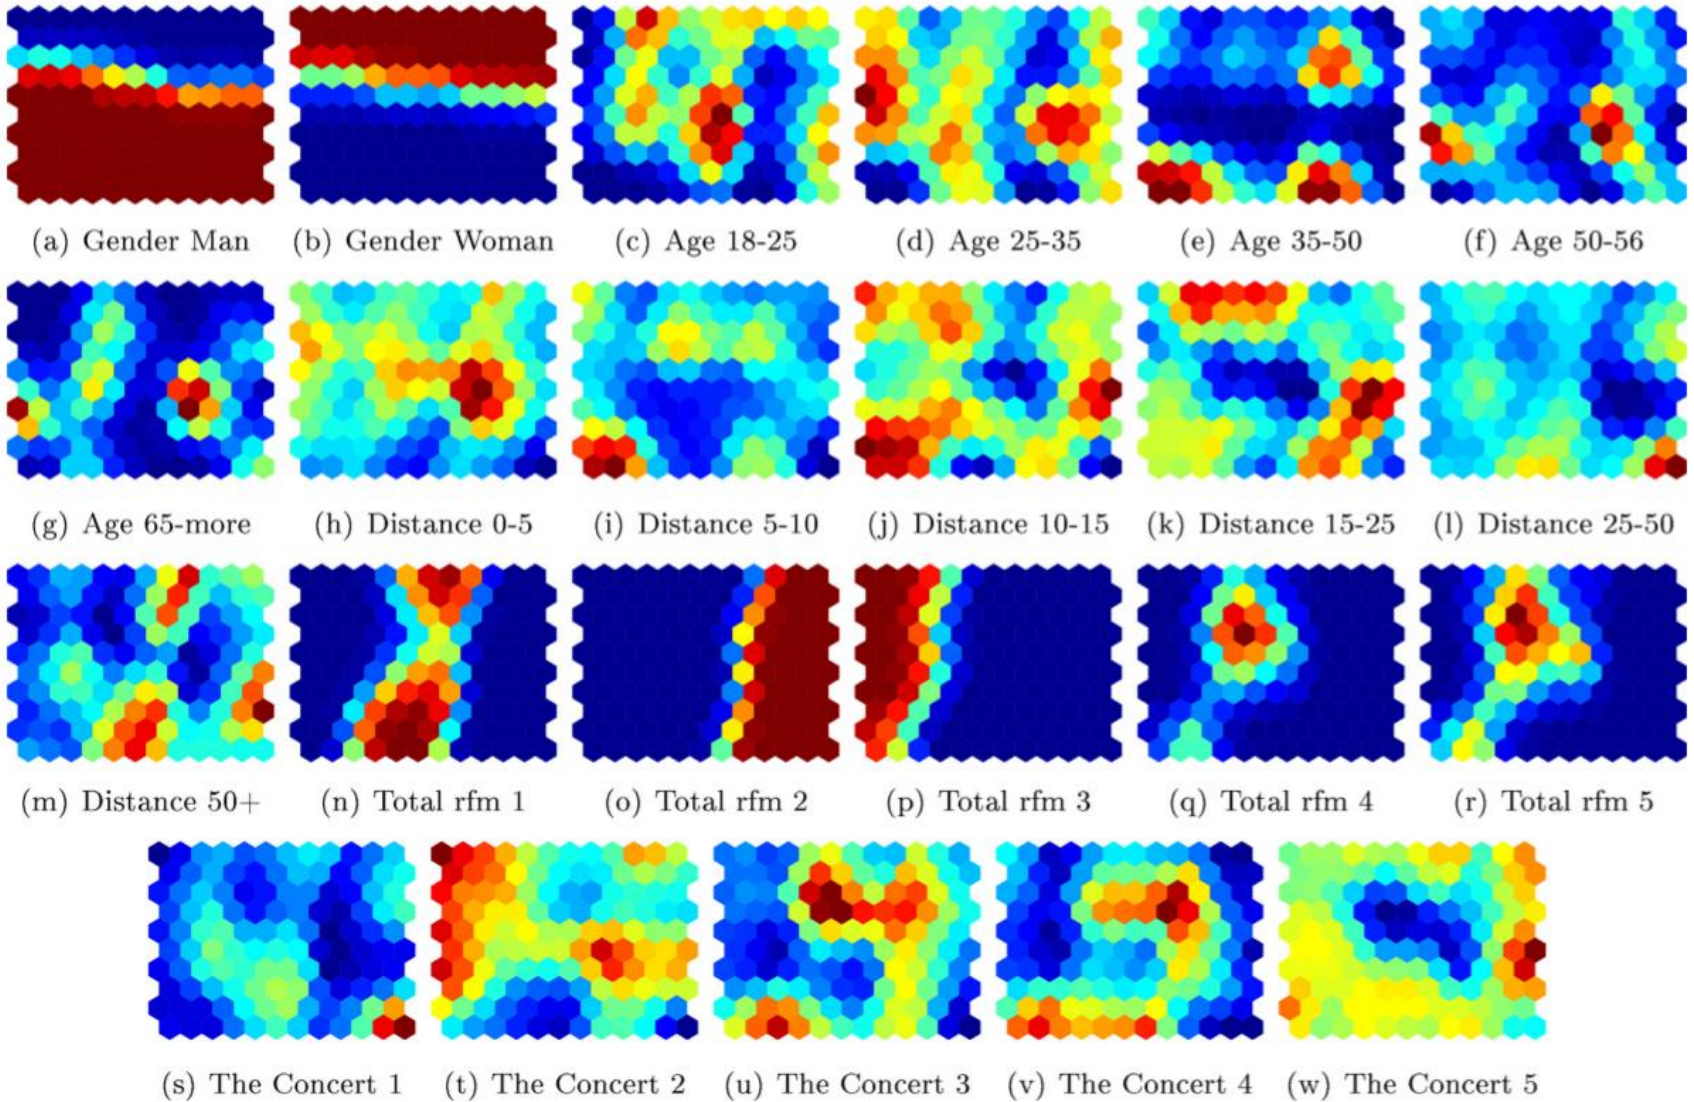 (a) Gender Man (b) Gender Woman (c) Age 18-25 (d) Age 25-35 (e) Age 35-50 (f) Age 50-56
(g) Age 65-more (h) Distance 0-5 (i) Distance 5-10 (j) Distance 10-15 (k) Distance 15-25 (l) Distance 25-50
(m) Distance 50+ (n) Total rfm 1 (o) Total rfm 2 (p) Total rfm 3 (q) Total rfm 4 (r) Total rfm 5
(s) The Concert 1 (t) The Concert 2 (u) The Concert 3 (v) The Concert 4 (w) The Concert 5